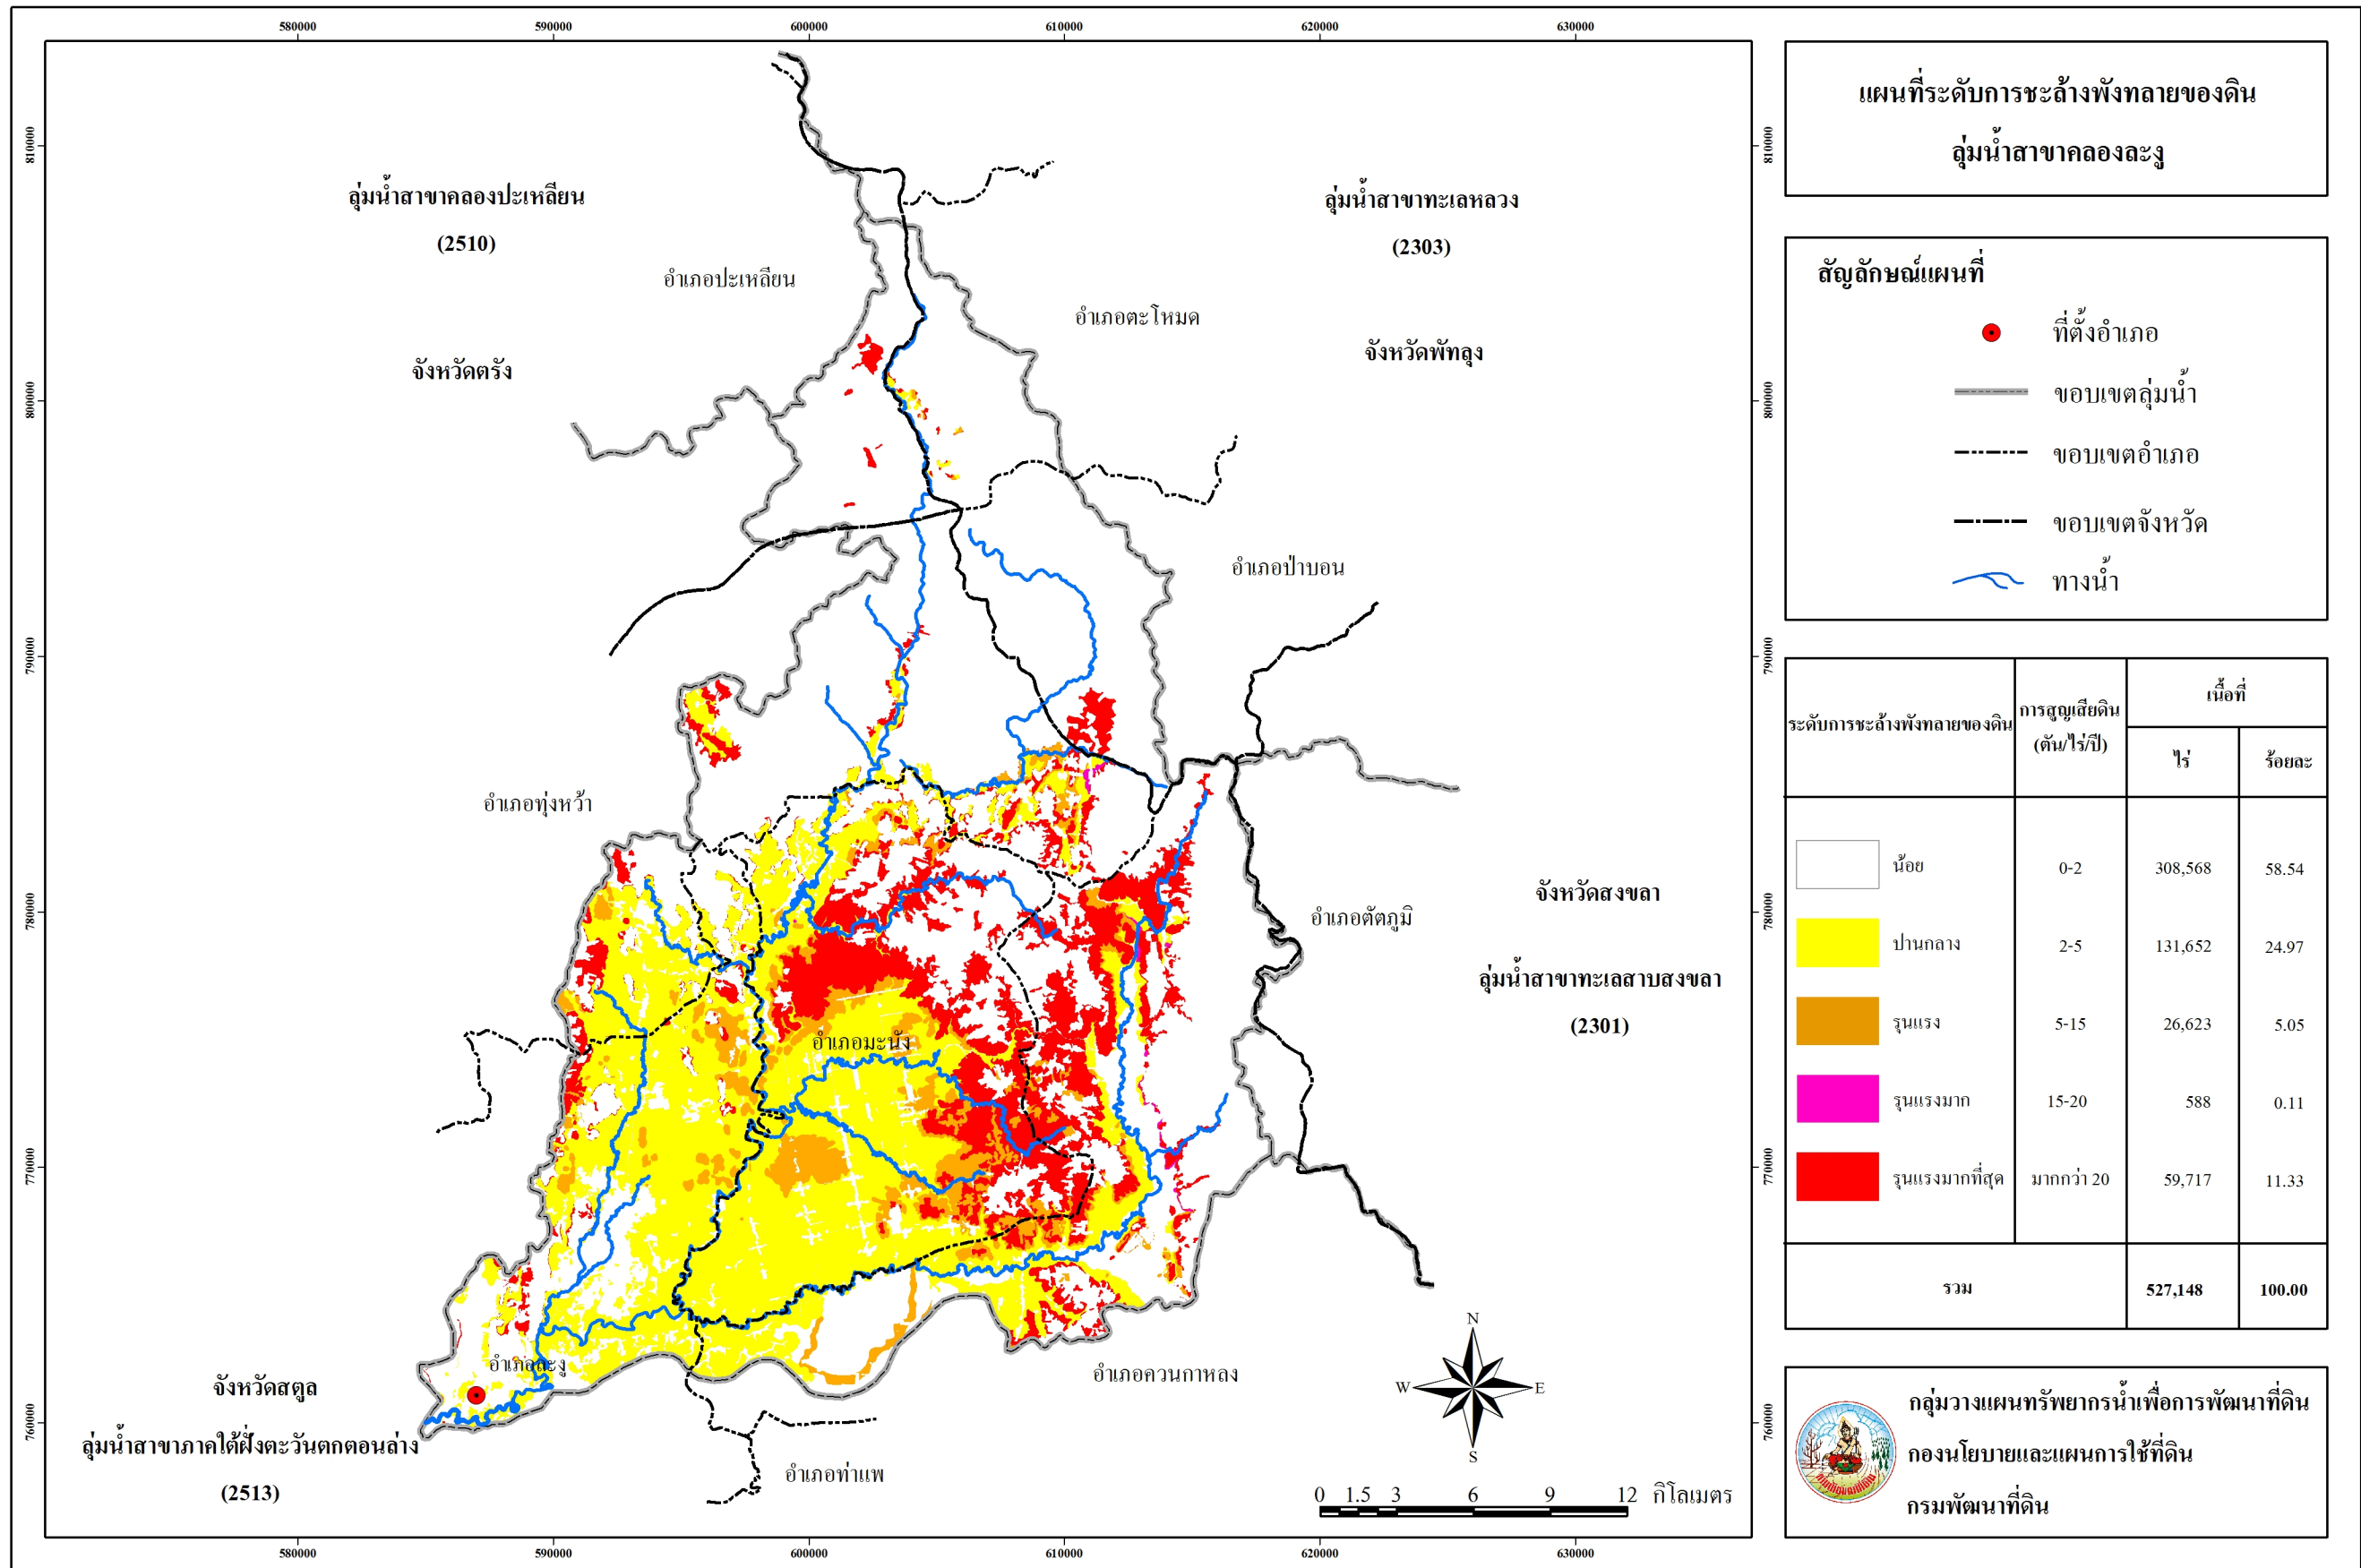 580000 590000 600000 610000 620000 630000
แผนที่ระดับการชะล้างพังทลายของดิน
ลุ่มน้ำสาขาคลองละงู
810000 810000
ลุ่มน้ำสาขาคลองปะเหลียน
(2510)
ลุ่มน้ำสาขาทะเลหลวง
(2303)
อำเภอปะเหลียน
อำเภอตะโหมด
จังหวัดตรัง
จังหวัดพัทลุง
800000 800000
อำเภอป่าบอน
790000 790000
อำเภอทุ่งหว้า
จังหวัดสงขลา
อำเภอตัตภูมิ
780000 780000
ลุ่มน้ำสาขาทะเลสาบสงขลา
(2301)
อำเภอมะนัง
770000 770000
อำเภอละงู
อำเภอควนกาหลง
จังหวัดสตูล
ลุ่มน้ำสาขาภาคใต้ฝั่งตะวันตกตอนล่าง
(2513)
760000 760000
อำเภอท่าแพ
N
W E
S
0 1.5 3 6 9 12 กิโลเมตร
580000 590000 600000 610000 620000 630000
สัญลักษณ์แผนที่
ที่ตั้งอำเภอ
ขอบเขตลุ่มน้ำ
ขอบเขตอำเภอ
ขอบเขตจังหวัด
ทางน้ำ
ระดับการชะล้างพังทลายของดิน
การสูญเสียดิน
(ตัน/ไร่/ปี)
เนื้อที่
ไร่ ร้อยละ
น้อย 0-2 308,568 58.54
ปานกลาง 2-5 131,652 24.97
รุนแรง 5-15 26,623 5.05
รุนแรงมาก 15-20 588 0.11
รุนแรงมากที่สุด มากกว่า 20 59,717 11.33
รวม 527,148 100.00
กลุ่มวางแผนทรัพยากรน้ำเพื่อการพัฒนาที่ดิน
กองนโยบายและแผนการใช้ที่ดิน
กรมพัฒนาที่ดิน
กรมพัฒนาที่ดิน